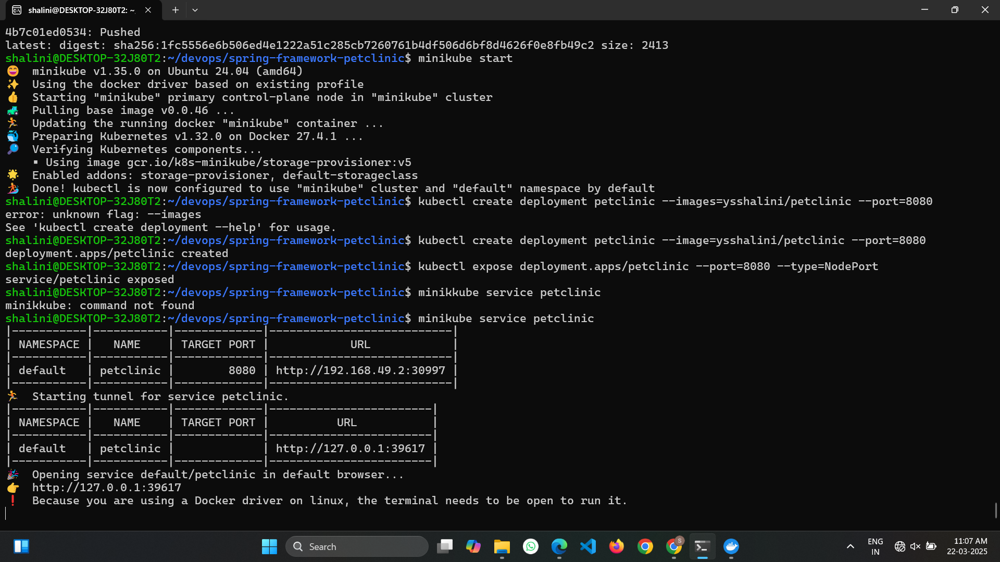 shalini@DESKTOP-32J80T2: ~
4b7c01ed0534: Pushed
latest: digest: sha256:1fc5556e6b506ed4e1222a51c285cb7260761b4df506d6bf8d4626f0e8fb49c2 size: 2413
shalini@DESKTOP-32J80T2:~/devops/spring-framework-petclinic$ minikube start
minikube v1.35.0 on Ubuntu 24.04 (amd64)
Using the docker driver based on existing profile
Starting "minikube" primary control-plane node in "minikube" cluster
Pulling base image v0.0.46 ...
Updating the running docker "minikube" container ...
Preparing Kubernetes v1.32.0 on Docker 27.4.1 ...
Verifying Kubernetes components...
▪ Using image gcr.io/k8s-minikube/storage-provisioner:v5
Enabled addons: storage-provisioner, default-storageclass
Done! kubectl is now configured to use "minikube" cluster and "default" namespace by default
shalini@DESKTOP-32J80T2:~/devops/spring-framework-petclinic$ kubectl create deployment petclinic --images=ysshalini/petclinic --port=8080
error: unknown flag: --images
See 'kubectl create deployment --help' for usage.
shalini@DESKTOP-32J80T2:~/devops/spring-framework-petclinic$ kubectl create deployment petclinic --image=ysshalini/petclinic --port=8080
deployment.apps/petclinic created
shalini@DESKTOP-32J80T2:~/devops/spring-framework-petclinic$ kubectl expose deployment.apps/petclinic --port=8080 --type=NodePort
service/petclinic exposed
shalini@DESKTOP-32J80T2:~/devops/spring-framework-petclinic$ minikkube service petclinic
minikkube: command not found
shalini@DESKTOP-32J80T2:~/devops/spring-framework-petclinic$ minikube service petclinic
|-----------|-----------|-------------|---------------------------|
| NAMESPACE |   NAME    | TARGET PORT |            URL            |
|-----------|-----------|-------------|---------------------------|
| default   | petclinic |        8080 | http://192.168.49.2:30997 |
|-----------|-----------|-------------|---------------------------|
Starting tunnel for service petclinic.
|-----------|-----------|-------------|------------------------|
| NAMESPACE |   NAME    | TARGET PORT |          URL           |
|-----------|-----------|-------------|------------------------|
| default   | petclinic |             | http://127.0.0.1:39617 |
|-----------|-----------|-------------|------------------------|
Opening service default/petclinic in default browser...
http://127.0.0.1:39617
Because you are using a Docker driver on linux, the terminal needs to be open to run it.
Search
S
ENG
IN
11:07 AM
22-03-2025